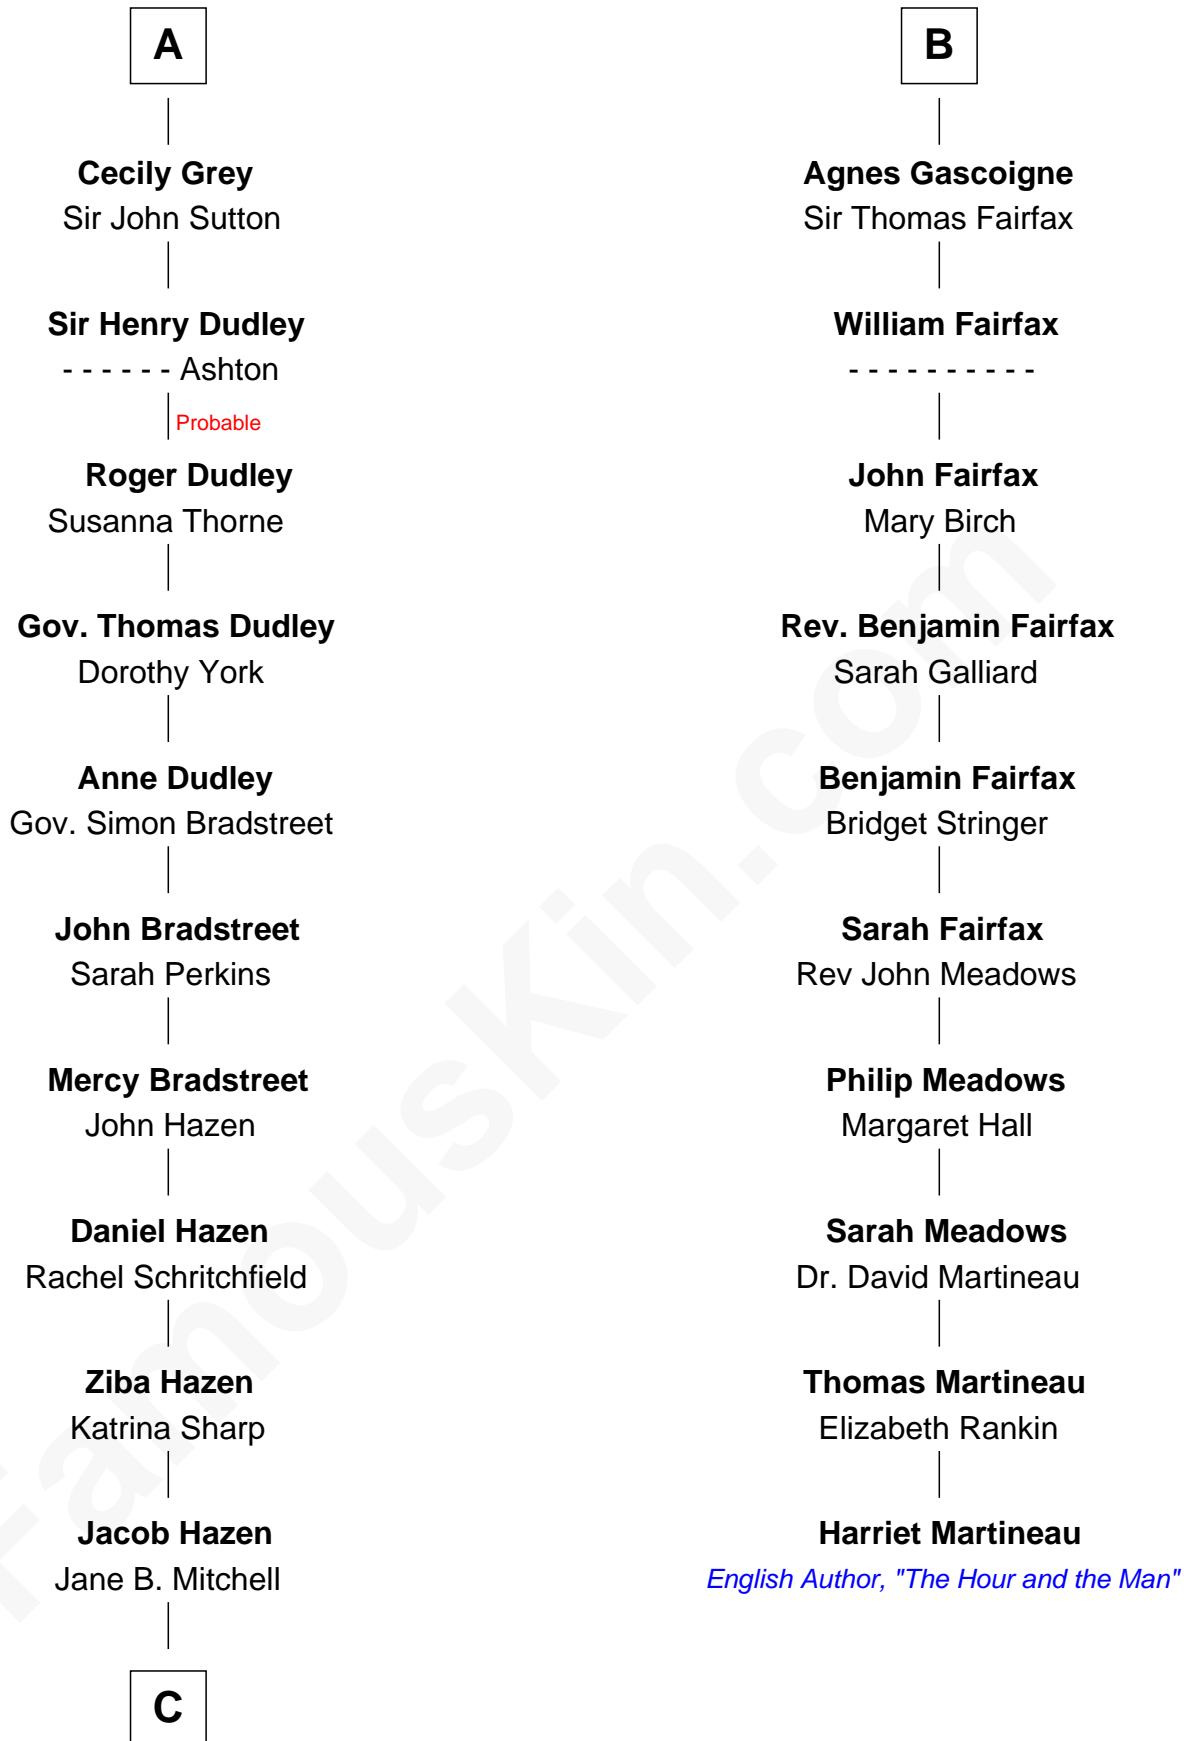 A
Cecily Grey
Sir John Sutton
Sir Henry Dudley
- - - - - - Ashton
Probable
Roger Dudley
Susanna Thorne
Gov. Thomas Dudley
Dorothy York
Anne Dudley
Gov. Simon Bradstreet
John Bradstreet
Sarah Perkins
Mercy Bradstreet
John Hazen
Daniel Hazen
Rachel Schritchfield
Ziba Hazen
Katrina Sharp
Jacob Hazen
Jane B. Mitchell
C
B
Agnes Gascoigne
Sir Thomas Fairfax
William Fairfax
- - - - - - - - - -
John Fairfax
Mary Birch
Rev. Benjamin Fairfax
Sarah Galliard
Benjamin Fairfax
Bridget Stringer
Sarah Fairfax
Rev John Meadows
Philip Meadows
Margaret Hall
Sarah Meadows
Dr. David Martineau
Thomas Martineau
Elizabeth Rankin
Harriet Martineau
English Author, "The Hour and the Man"
FamousKin.com